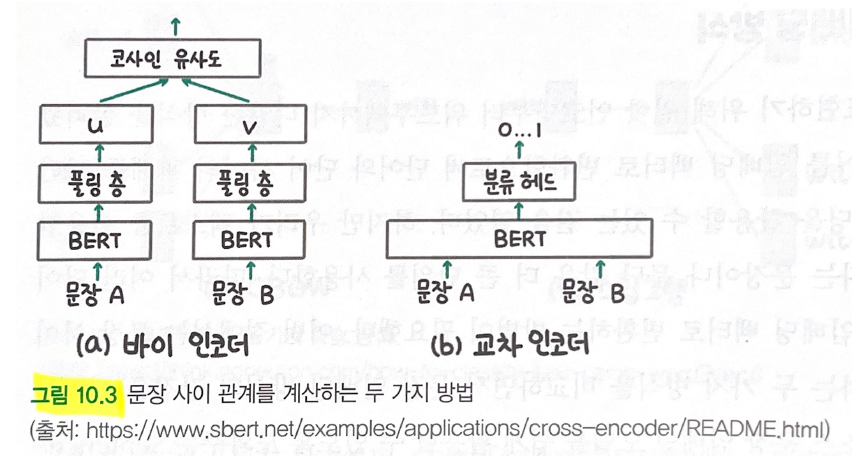 코사인 유사도
u
v
풀링 층
풀링 층
BERT
BERT
문장 A
문장 B
(a) 바이 인코더
0...1
분류 헤드
BERT
문장 A
문장 B
(b) 교차 인코더
그림 10.3 문장 사이 관계를 계산하는 두 가지 방법
(출처: https://www.sbert.net/examples/applications/cross-encoder/README.html)